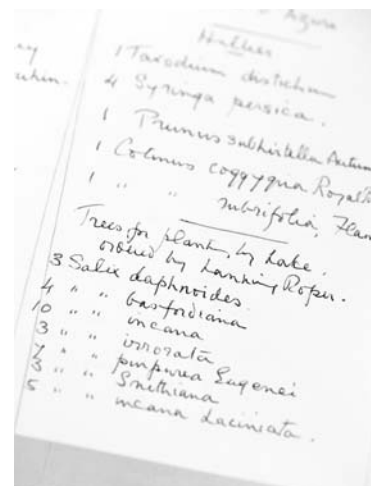 Hillier
1 Taxodium distichum
4 Syringa persica.
1 Prunus subhirtella Autum
1 Cotinus coggygria Royal
1 " " rubrifolia, Flam
Trees for planting by Lake.
ordered by Lanning Roper.
3 Salix daphnoides
4 " " basfordiana
10 " " incana
3 " " irrorata
" " purpurea Eugenei
3 " " Smithiana
5 " " incana laciniata.